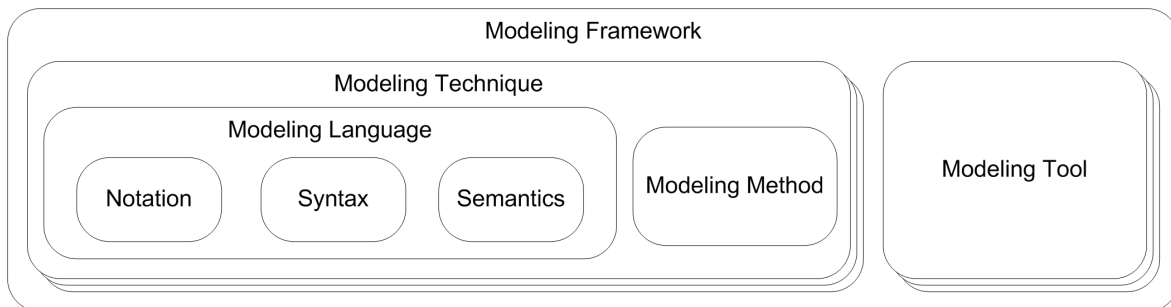 Modeling Framework
Modeling Technique
Modeling Language
Notation
Syntax
Semantics
Modeling Method
Modeling Tool